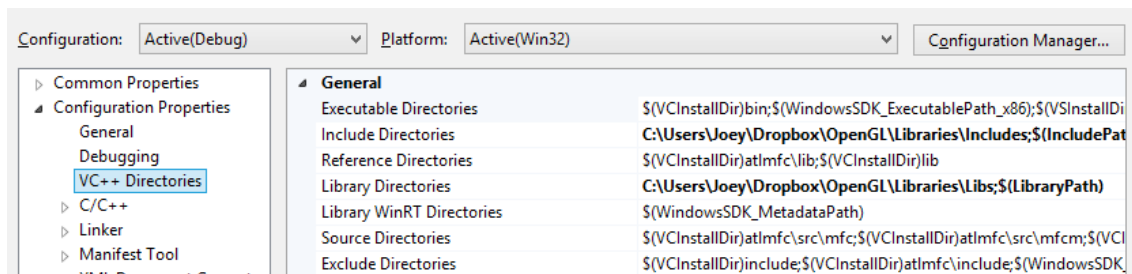 Configuration: Active(Debug) Platform: Active(Win32) Configuration Manager...
Common Properties
Configuration Properties
General
Debugging
VC++ Directories
C/C++
Linker
Manifest Tool
General
Executable Directories $(VCInstallDir)bin;$(WindowsSDK_ExecutablePath_x86);$(VSInstallDi
Include Directories C:\Users\Joey\Dropbox\OpenGL\Libraries\Includes;$(IncludePat
Reference Directories $(VCInstallDir)atlmfc\lib;$(VCInstallDir)lib
Library Directories C:\Users\Joey\Dropbox\OpenGL\Libraries\Libs;$(LibraryPath)
Library WinRT Directories $(WindowsSDK_MetadataPath)
Source Directories $(VCInstallDir)atlmfc\src\mfc;$(VCInstallDir)atlmfc\src\mfcm;$(VCI
Exclude Directories $(VCInstallDir)include;$(VCInstallDir)atlmfc\include;$(WindowsSDK_